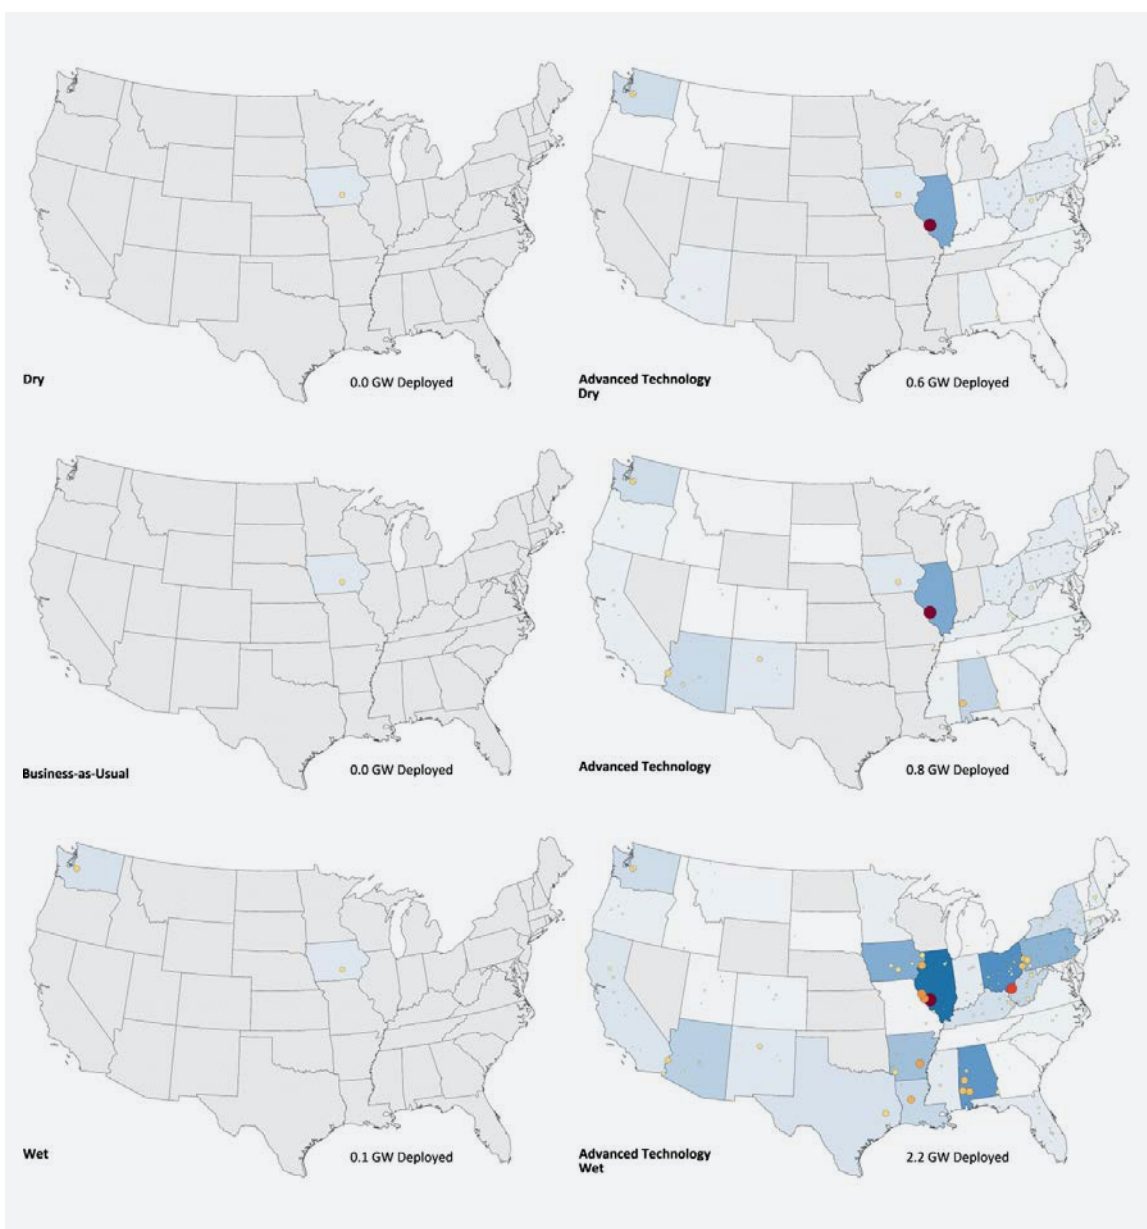 Dry
0.0 GW Deployed
Advanced Technology
Dry
0.6 GW Deployed
Business-as-Usual
0.0 GW Deployed
Advanced Technology
0.8 GW Deployed
Wet
0.1 GW Deployed
Advanced Technology
Wet
2.2 GW Deployed